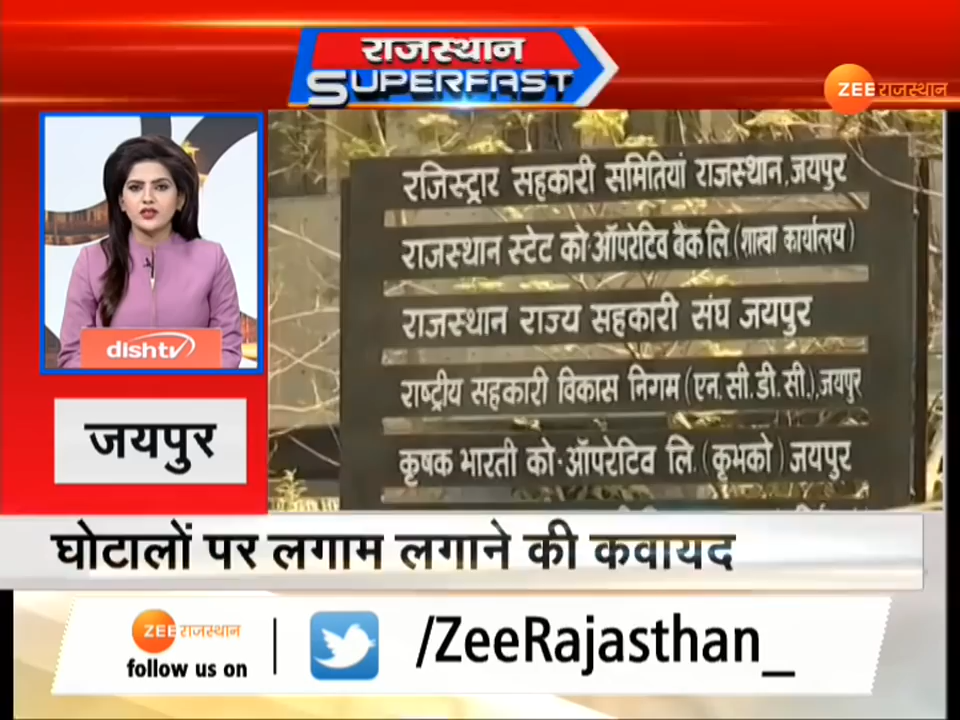 राजस्थान
SUPERFAST
ZEE राजस्थान
रजिस्ट्रार सहकारी समितियां राजस्थान, जयपुर
राजस्थान स्टेट को ऑपरेटिव बैंक लि (शाखा कार्यालय)
राजस्थान राज्य सहकारी संघ जयपुर
राष्ट्रीय सहकारी विकास निगम (एन. सी. डी. सी.), जयपुर
कृषक भारती को-ऑपरेटिव लि. (कृभको) जयपुर
dishtv
जयपुर
घोटालों पर लगाम लगाने की कवायद
ZEE राजस्थान
follow us on
/ZeeRajasthan_